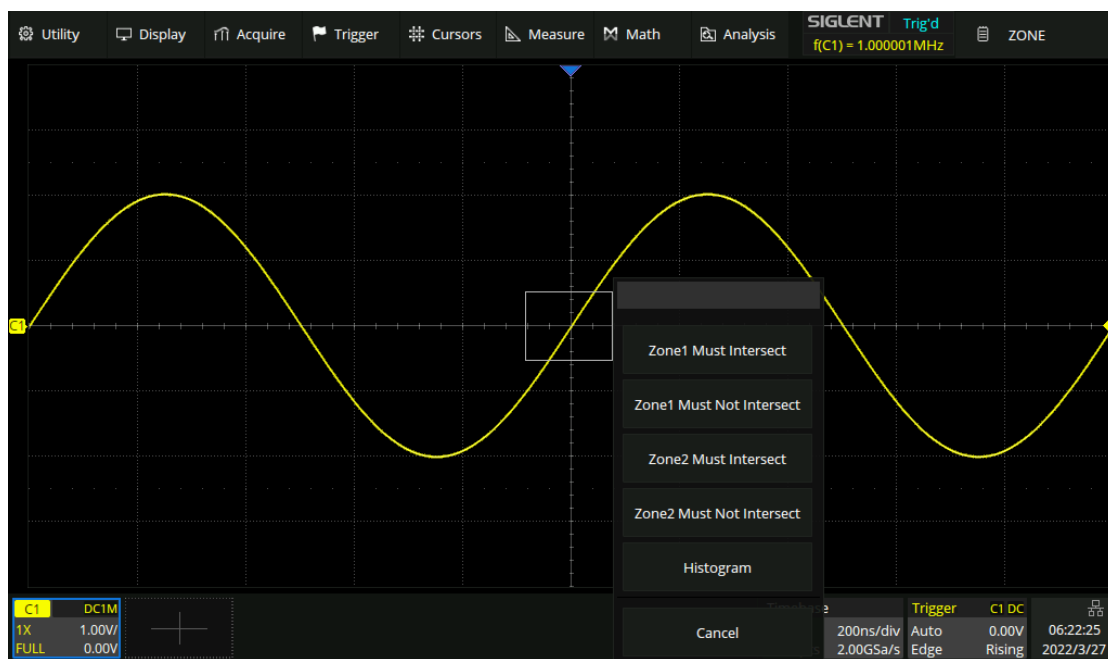 Utility Display Acquire Trigger Cursors Measure Math Analysis SIGLENT Trig'd ZONE
f(C1) = 1.000001MHz
C1
Zone1 Must Intersect
Zone1 Must Not Intersect
Zone2 Must Intersect
Zone2 Must Not Intersect
Histogram
Cancel
C1 DC1M
1X 1.00V/
FULL 0.00V
Timebase
200ns/div
2.00GSa/s
Trigger C1 DC
Auto 0.00V
Edge Rising
06:22:25
2022/3/27